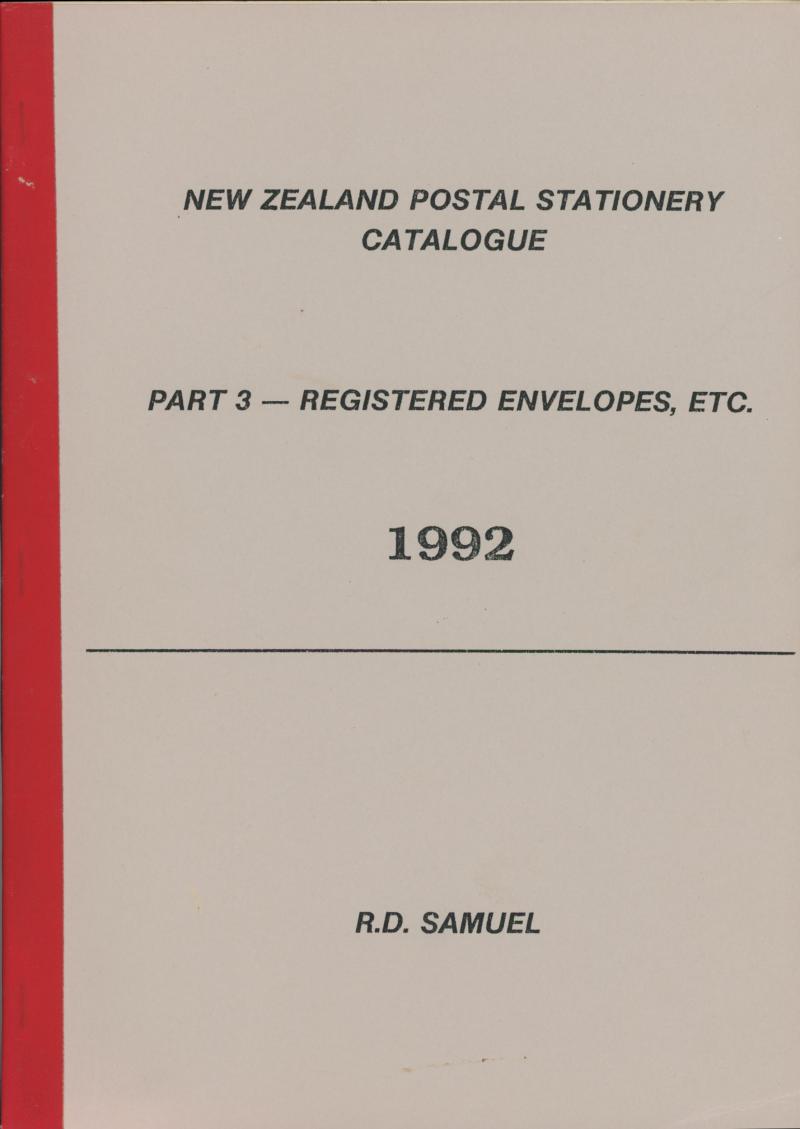 NEW ZEALAND POSTAL STATIONERY
CATALOGUE
PART 3 — REGISTERED ENVELOPES, ETC.
1992
R.D. SAMUEL